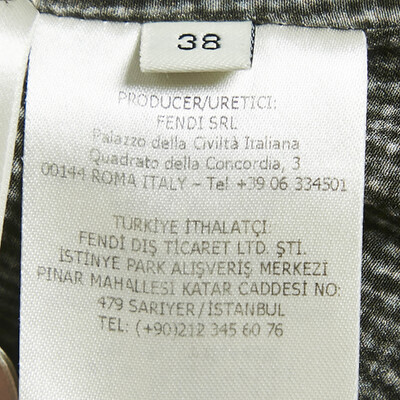 38
PRODUCER/URETICI:
FENDI SRL
Palazzo della Civiltà Italiana
Quadrato della Concordia, 3
00144 ROMA ITALY - Tel +39 06 334501
TURKIYE ITHALATÇI:
FENDİ DIŞ TİCARET LTD. ŞTİ.
İSTİNYE PARK ALIŞVERİŞ MERKEZİ
PINAR MAHALLESİ KATAR CADDESİ NO:
479 SARIYER/İSTANBUL
TEL: (+90)212 345 60 76